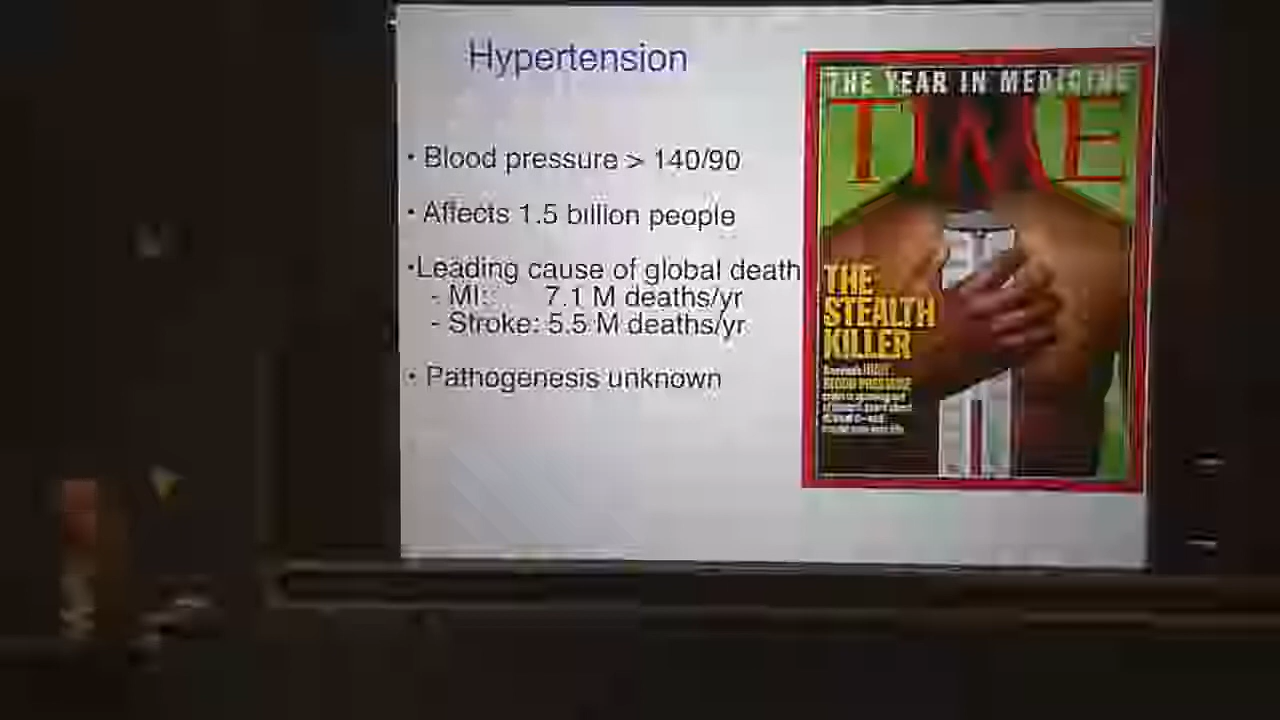 Hypertension
• Blood pressure > 140/90
• Affects 1.5 billion people
•Leading cause of global death
- MI: 7.1 M deaths/yr
- Stroke: 5.5 M deaths/yr
• Pathogenesis unknown
THE YEAR IN MEDICINE
TIME
THE
STEALTH
KILLER
BLOOD PRESSURE